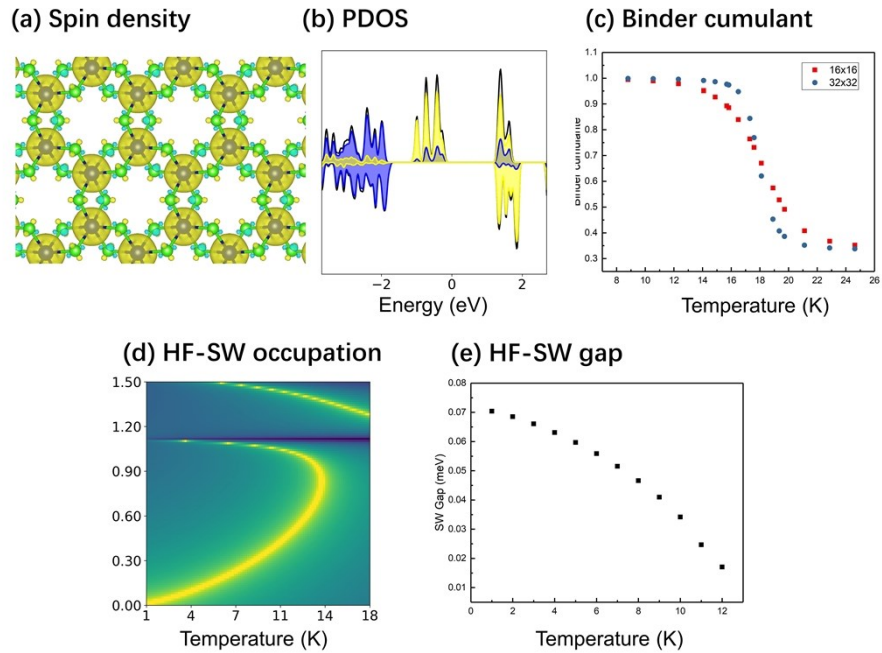 (a) Spin density
(b) PDOS
(c) Binder cumulant
1.1
1.0
0.9
0.8
0.7
0.6
0.5
0.4
0.3
16x16
32x32
Binder cumulante
8 10 12 14 16 18 20 22 24 26
Temperature (K)
−2 0 2
Energy (eV)
(d) HF-SW occupation
1.50
1.20
0.90
0.60
0.30
0.00
1 4 7 11 14 18
Temperature (K)
(e) HF-SW gap
0.08
0.07
0.06
0.05
0.04
0.03
0.02
0.01
SW Gap (meV)
0 2 4 6 8 10 12
Temperature (K)